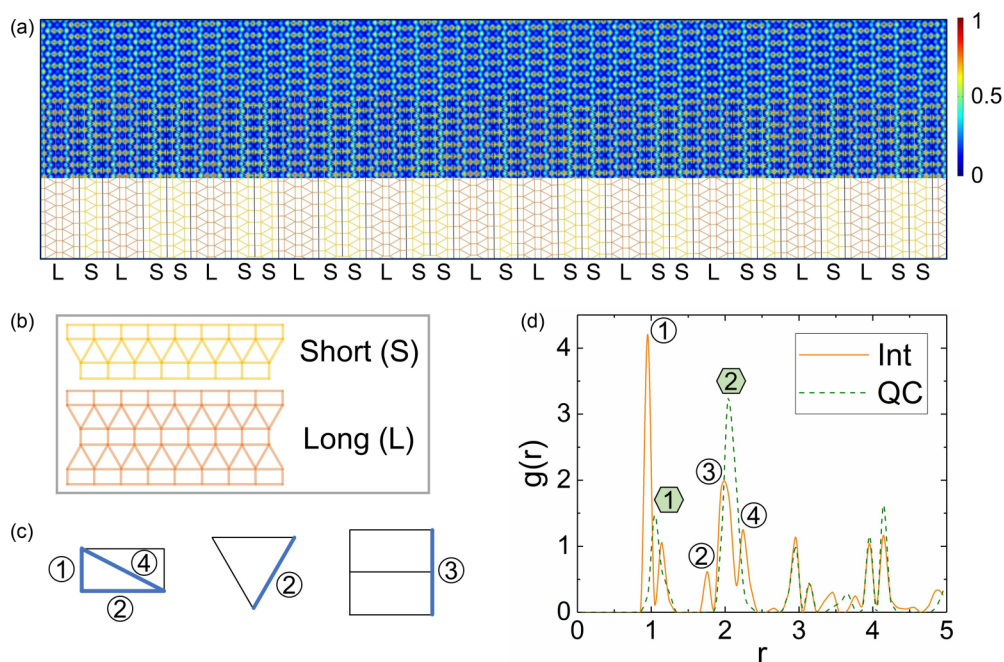 (a)
1
0.5
0
L S L S S L S S L S S L S S L S L S S L S S L S S L S L S S
(b)
Short (S)
Long (L)
(c)
①
④
②
②
③
(d)
g(r)
4
3
2
1
0
①
②
③
④
1
2
Int
QC
0 1 2 3 4 5
r